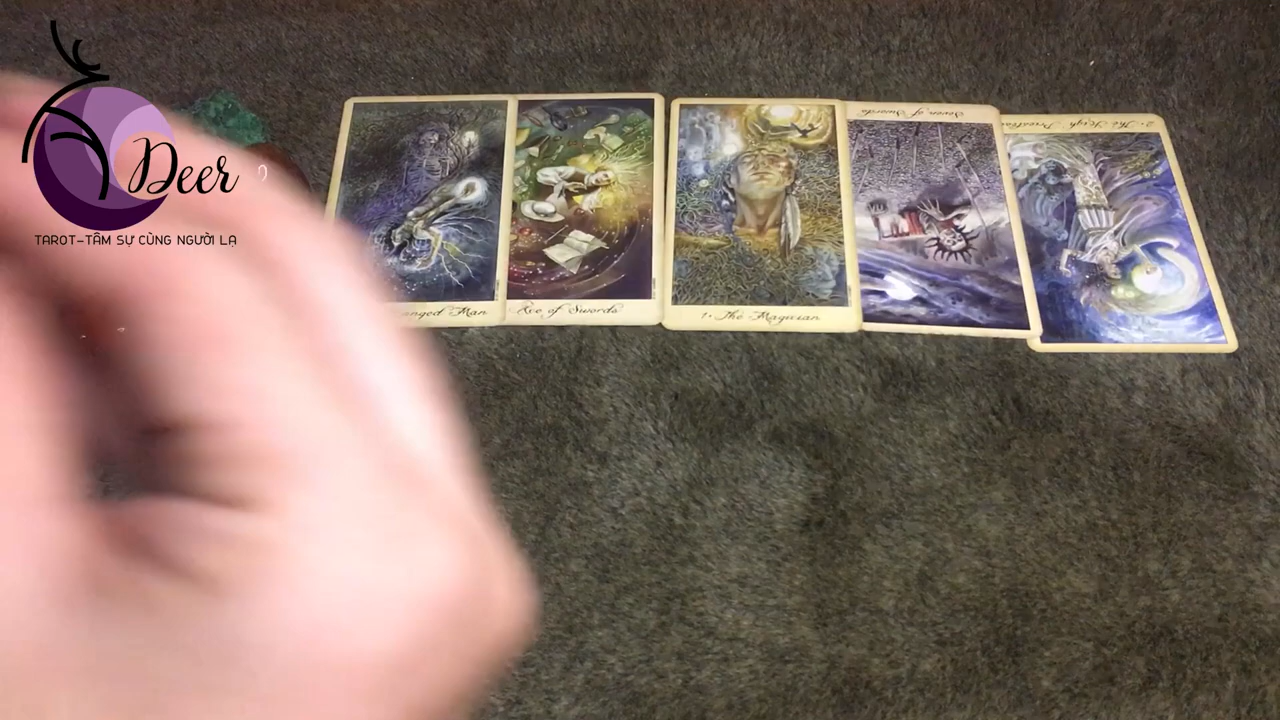 Deer
TAROT-TÂM SỰ CÙNG NGƯỜI LẠ
anged Man
Ace of Swords
1. The Magician
Seven of Swords
2. The High Priestess